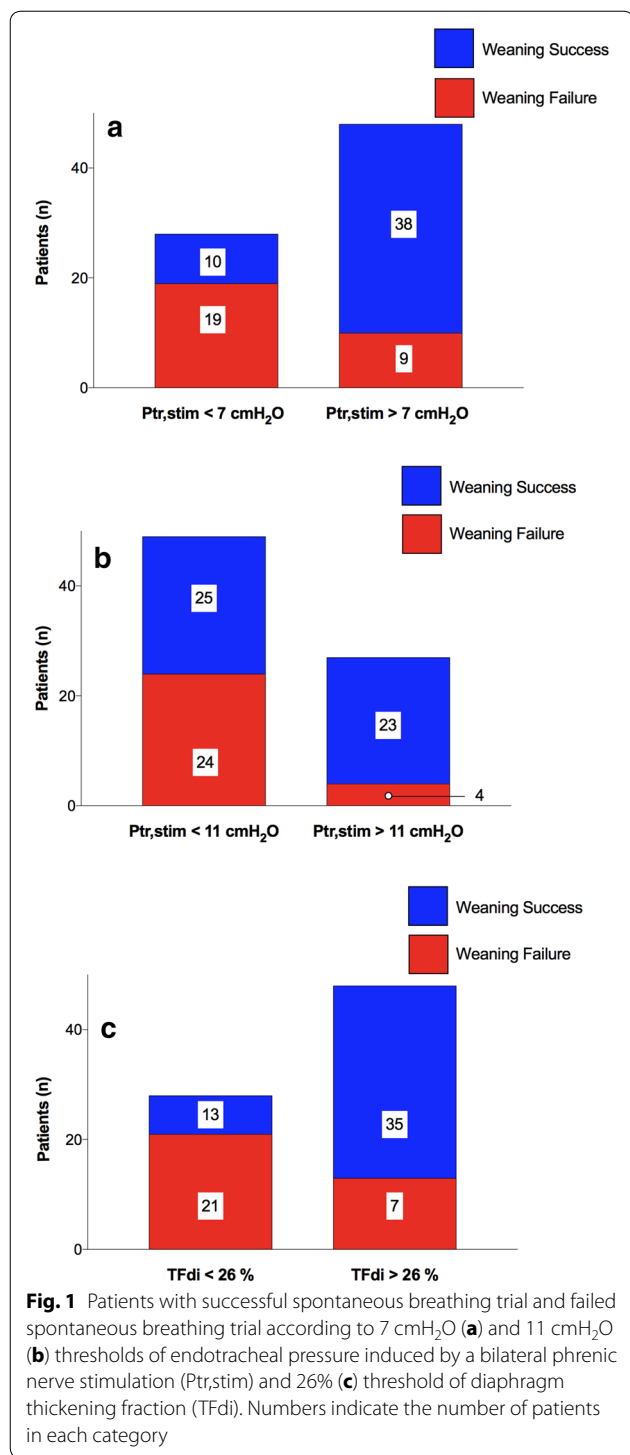 Weaning Success
Weaning Failure
a
Patients (n)
40
20
0
10
19
38
9
Ptr,stim < 7 cmH₂O
Ptr,stim > 7 cmH₂O
Weaning Success
Weaning Failure
b
Patients (n)
40
20
0
25
24
23
4
Ptr,stim < 11 cmH₂O
Ptr,stim > 11 cmH₂O
Weaning Success
Weaning Failure
c
Patients (n)
40
20
0
13
21
35
7
TFdi < 26 %
TFdi > 26 %
Fig. 1 Patients with successful spontaneous breathing trial and failed
spontaneous breathing trial according to 7 cmH₂O (a) and 11 cmH₂O
(b) thresholds of endotracheal pressure induced by a bilateral phrenic
nerve stimulation (Ptr,stim) and 26% (c) threshold of diaphragm
thickening fraction (TFdi). Numbers indicate the number of patients
in each category